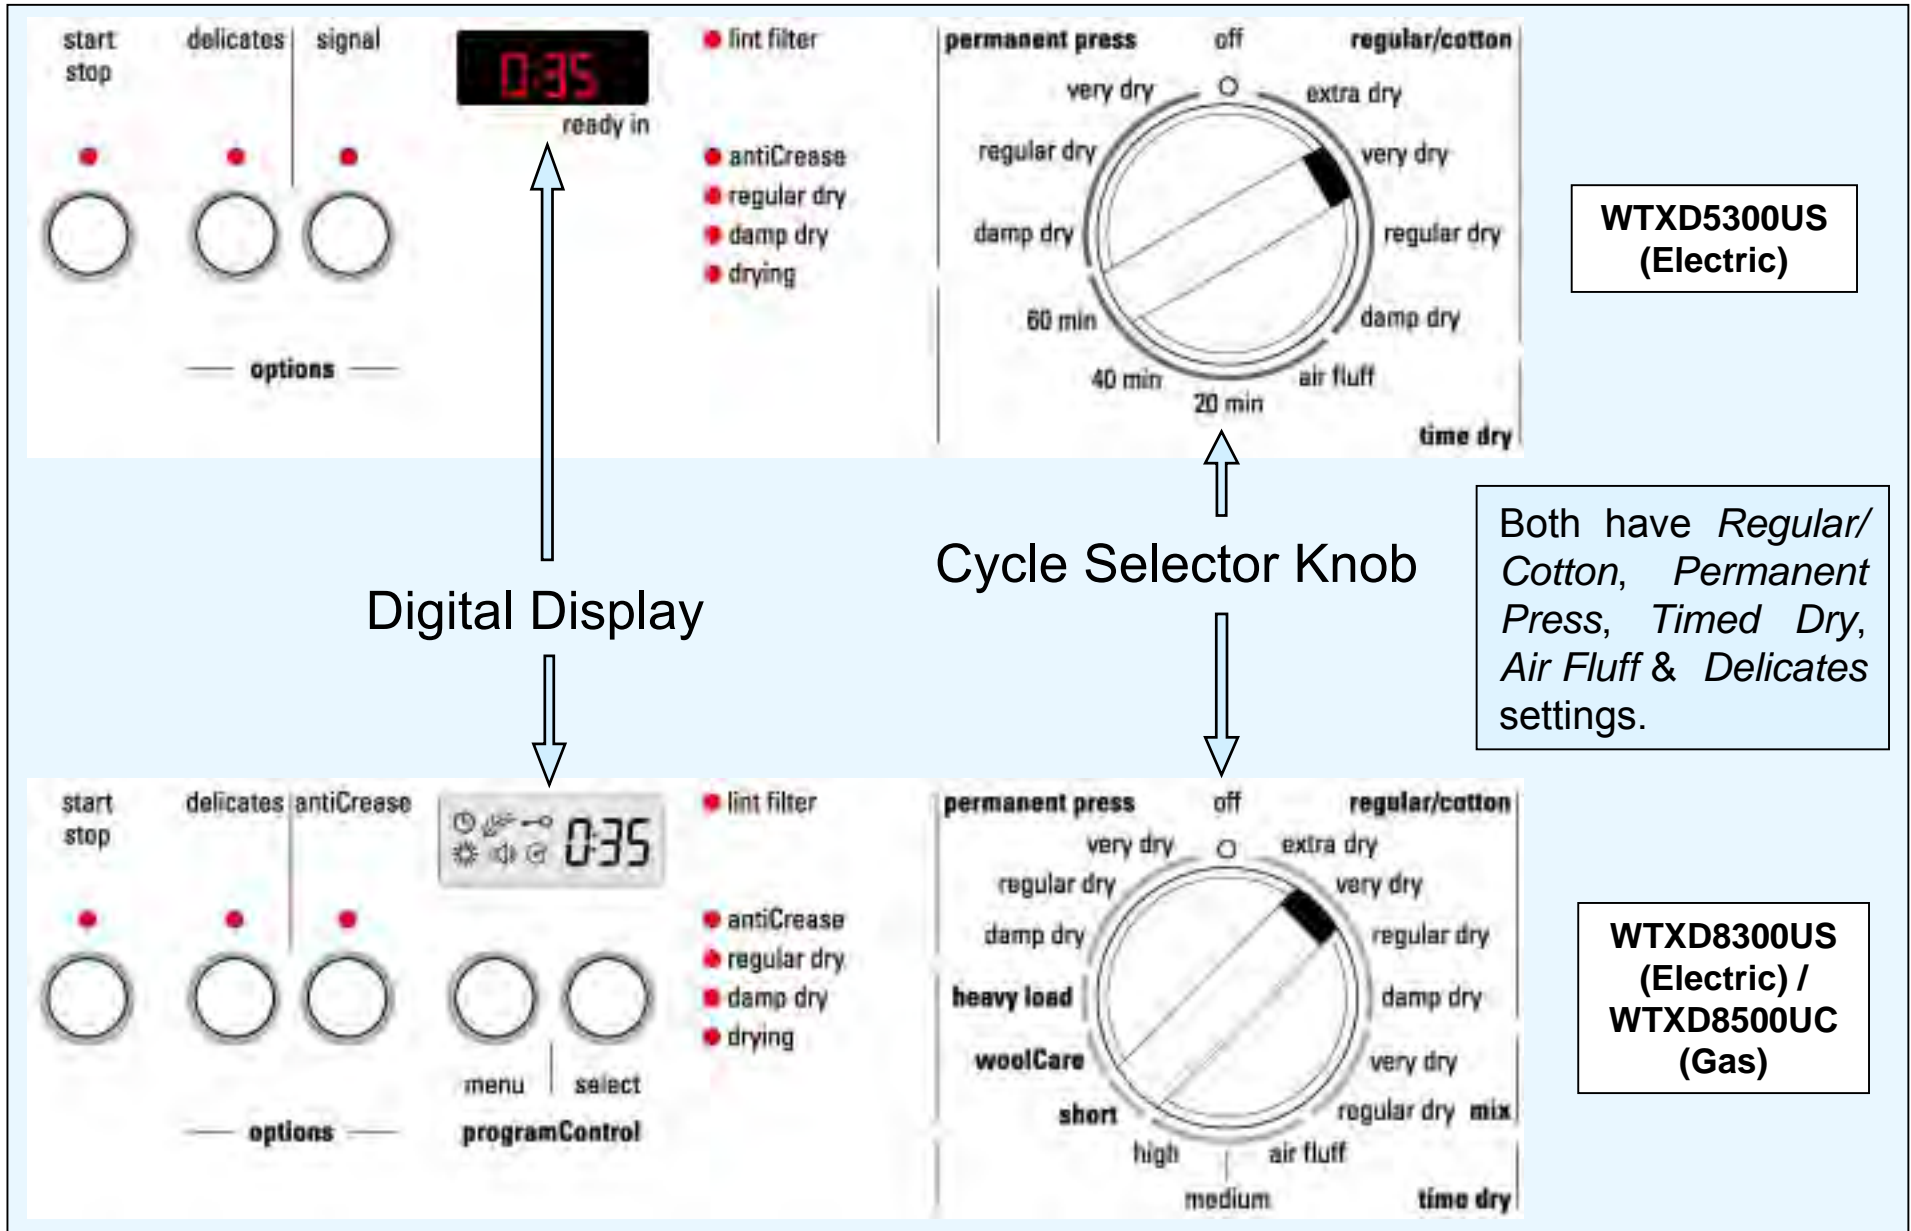 start
stop
delicates
signal
0:35
ready in
lint filter
antiCrease
regular dry
damp dry
drying
options
permanent press
off
regular/cotton
very dry
extra dry
regular dry
very dry
damp dry
regular dry
60 min
damp dry
40 min
air fluff
20 min
time dry
WTXD5300US
(Electric)
Digital Display
Cycle Selector Knob
Both have Regular/
Cotton, Permanent
Press, Timed Dry,
Air Fluff & Delicates
settings.
start
stop
delicates
antiCrease
0:35
lint filter
antiCrease
regular dry
damp dry
drying
menu
select
options
programControl
permanent press
off
regular/cotton
very dry
extra dry
regular dry
very dry
damp dry
regular dry
heavy load
damp dry
woolCare
very dry
short
regular dry mix
high
air fluff
medium
time dry
WTXD8300US
(Electric) /
WTXD8500UC
(Gas)